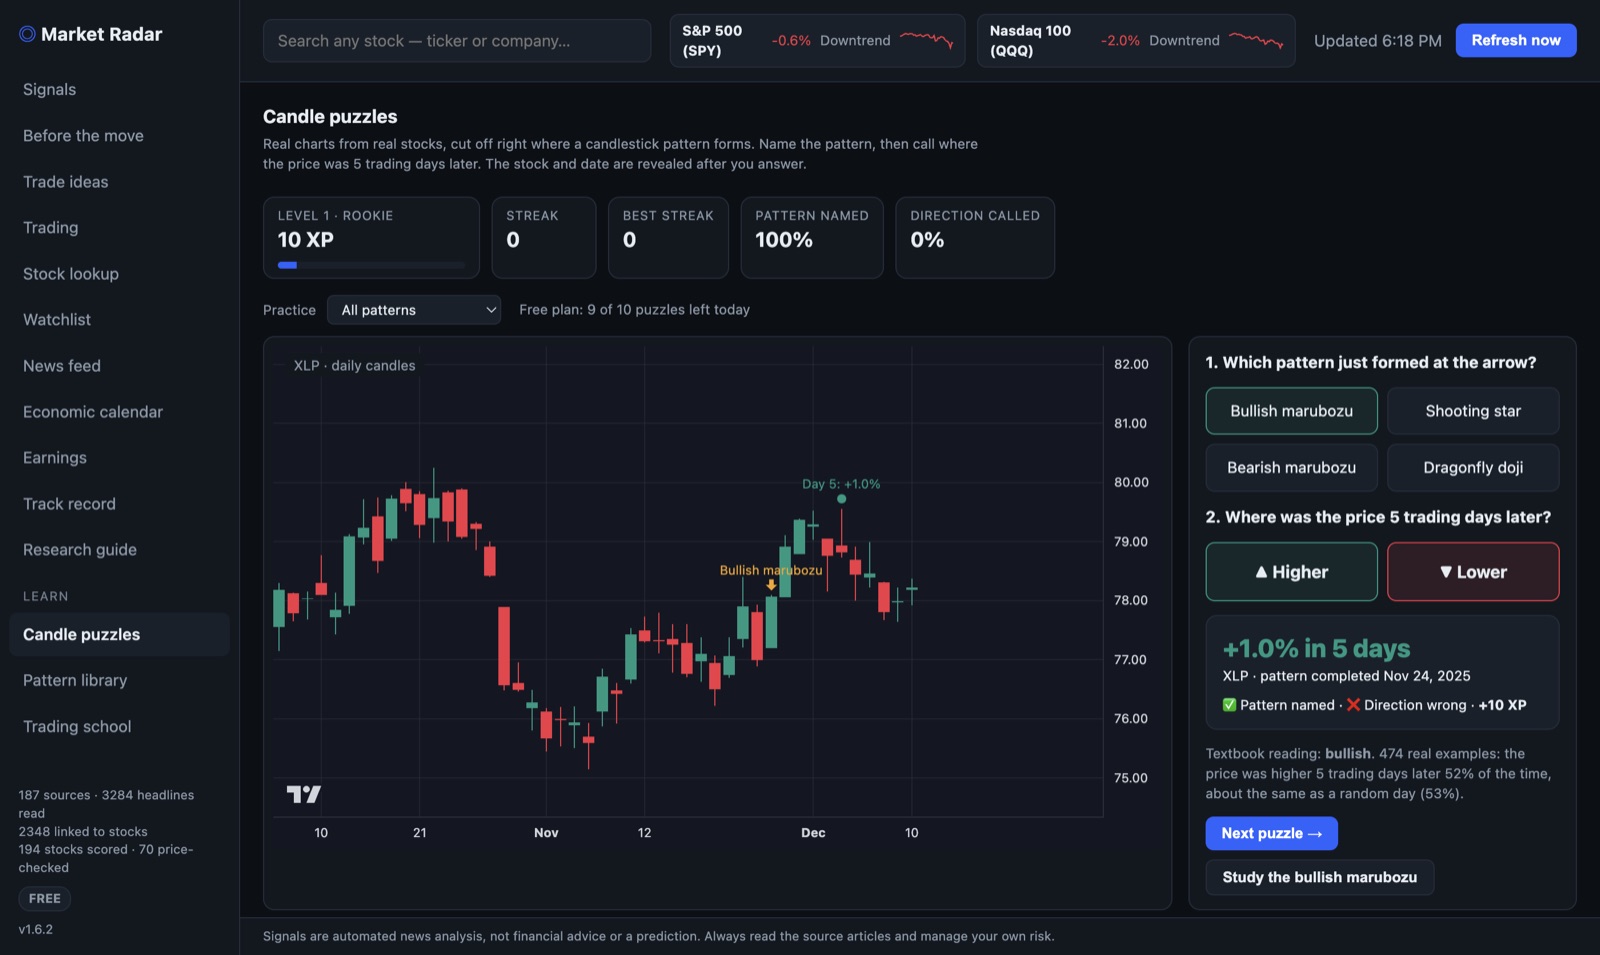 Market Radar
Search any stock — ticker or company...
S&P 500
(SPY)
-0.6%
Downtrend
Nasdaq 100
(QQQ)
-2.0%
Downtrend
Updated 6:18 PM
Refresh now
Signals
Before the move
Trade ideas
Trading
Stock lookup
Watchlist
News feed
Economic calendar
Earnings
Track record
Research guide
LEARN
Candle puzzles
Pattern library
Trading school
187 sources · 3284 headlines
read
2348 linked to stocks
194 stocks scored · 70 price-
checked
FREE
v1.6.2
Candle puzzles
Real charts from real stocks, cut off right where a candlestick pattern forms. Name the pattern, then call where
the price was 5 trading days later. The stock and date are revealed after you answer.
LEVEL 1 · ROOKIE
10 XP
STREAK
0
BEST STREAK
0
PATTERN NAMED
100%
DIRECTION CALLED
0%
Practice
All patterns
Free plan: 9 of 10 puzzles left today
XLP · daily candles
82.00
81.00
80.00
79.00
78.00
77.00
76.00
75.00
Day 5: +1.0%
Bullish marubozu
10
21
Nov
12
Dec
10
1. Which pattern just formed at the arrow?
Bullish marubozu
Shooting star
Bearish marubozu
Dragonfly doji
2. Where was the price 5 trading days later?
▲ Higher
▼ Lower
+1.0% in 5 days
XLP · pattern completed Nov 24, 2025
✅ Pattern named · ❌ Direction wrong · +10 XP
Textbook reading: bullish. 474 real examples: the
price was higher 5 trading days later 52% of the time,
about the same as a random day (53%).
Next puzzle →
Study the bullish marubozu
Signals are automated news analysis, not financial advice or a prediction. Always read the source articles and manage your own risk.